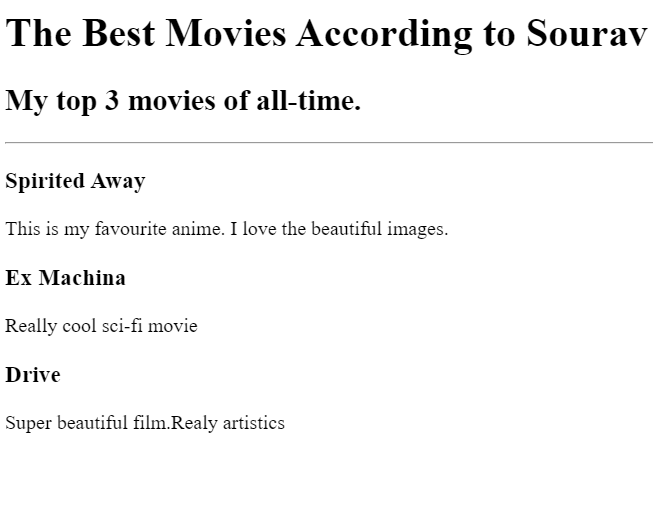 The Best Movies According to Sourav
My top 3 movies of all-time.
Spirited Away
This is my favourite anime. I love the beautiful images.
Ex Machina
Really cool sci-fi movie
Drive
Super beautiful film.Realy artistics